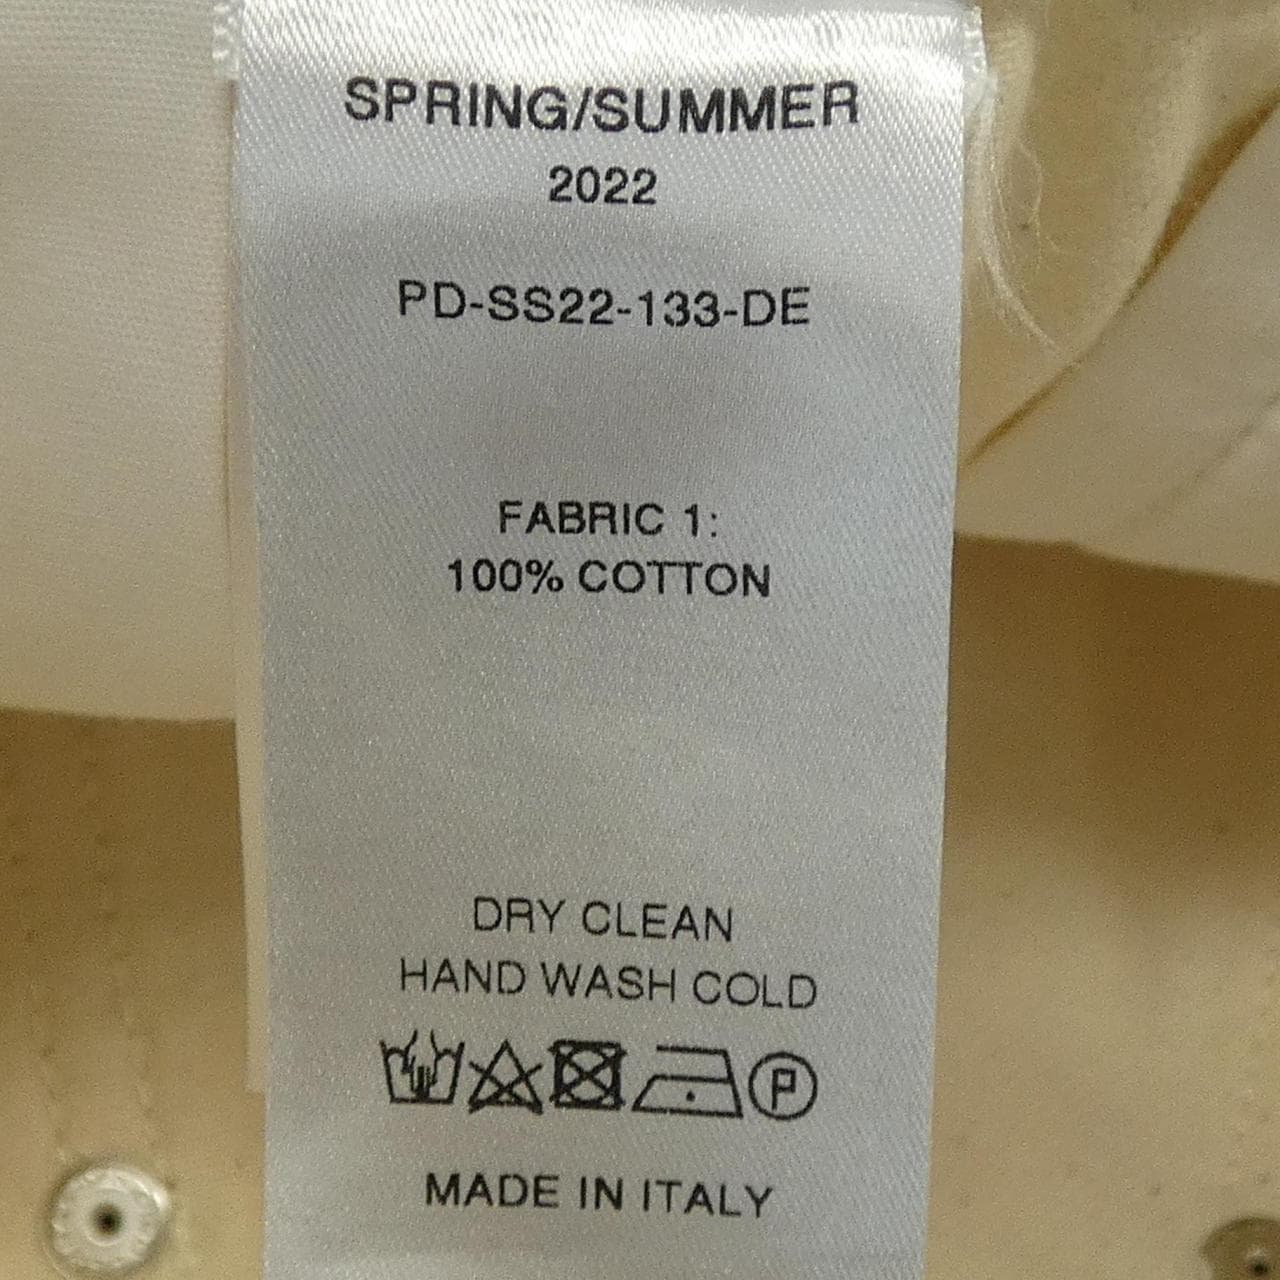 SPRING/SUMMER
2022
PD-SS22-133-DE
FABRIC 1:
100% COTTON
DRY CLEAN
HAND WASH COLD
P
MADE IN ITALY